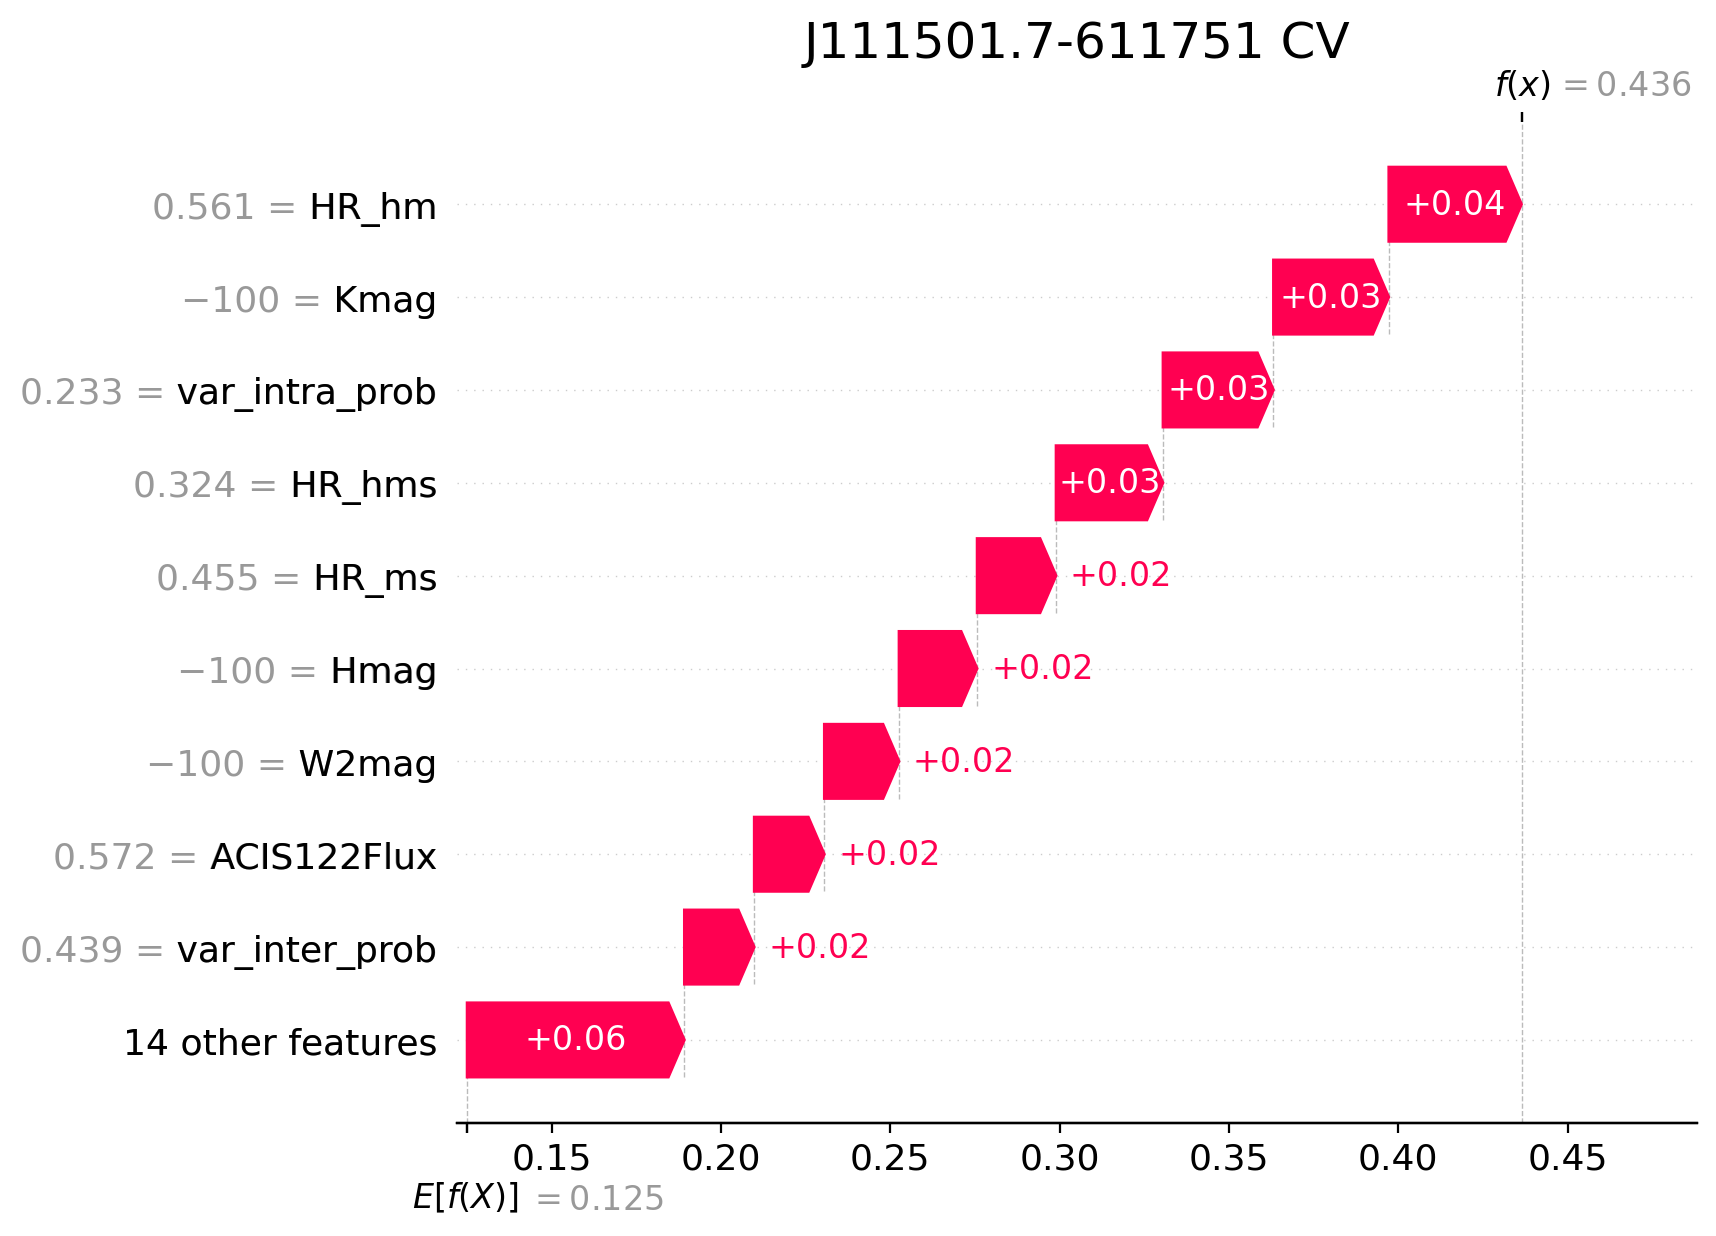 J111501.7-611751 CV
f(x) = 0.436
0.561 = HR_hm
+0.04
−100 = Kmag
+0.03
0.233 = var_intra_prob
+0.03
0.324 = HR_hms
+0.03
0.455 = HR_ms
+0.02
−100 = Hmag
+0.02
−100 = W2mag
+0.02
0.572 = ACIS122Flux
+0.02
0.439 = var_inter_prob
+0.02
14 other features
+0.06
0.15 0.20 0.25 0.30 0.35 0.40 0.45
E[f(X)] = 0.125